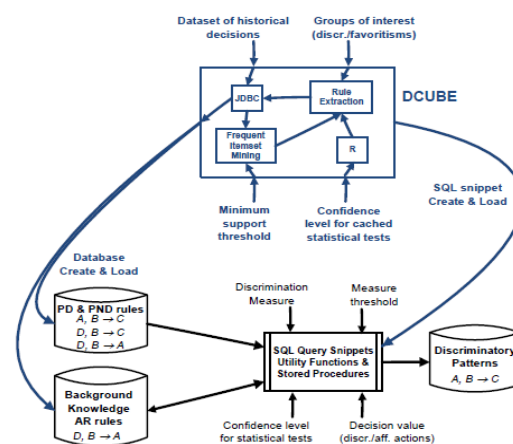 Dataset of historical
decisions
Groups of interest
(discr./favoritisms)
DCUBE
JDBC
Rule
Extraction
Frequent
Itemset
Mining
R
SQL snippet
Create & Load
Minimum
support
threshold
Confidence
level for cached
statistical tests
Database
Create & Load
Discrimination
Measure
Measure
threshold
PD & PND rules
A, B → C
D, B → C
D, B → A
SQL Query Snippets
Utility Functions &
Stored Procedures
Discriminatory
Patterns
A, B → C
Background
Knowledge
AR rules
D, B → A
Confidence level
for statistical tests
Decision value
(discr./aff. actions)